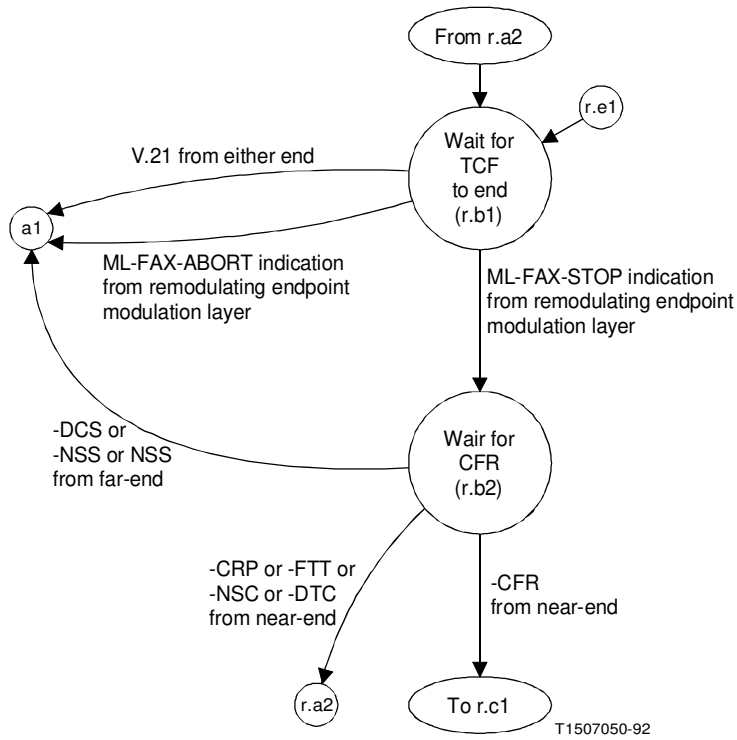 From r.a2
r.e1
Wait for
TCF
to end
(r.b1)
V.21 from either end
a1
ML-FAX-ABORT indication
from remodulating endpoint
modulation layer
ML-FAX-STOP indication
from remodulating endpoint
modulation layer
-DCS or
-NSS or NSS
from far-end
Wair for
CFR
(r.b2)
-CRP or -FTT or
-NSC or -DTC
from near-end
-CFR
from near-end
r.a2
To r.c1
T1507050-92